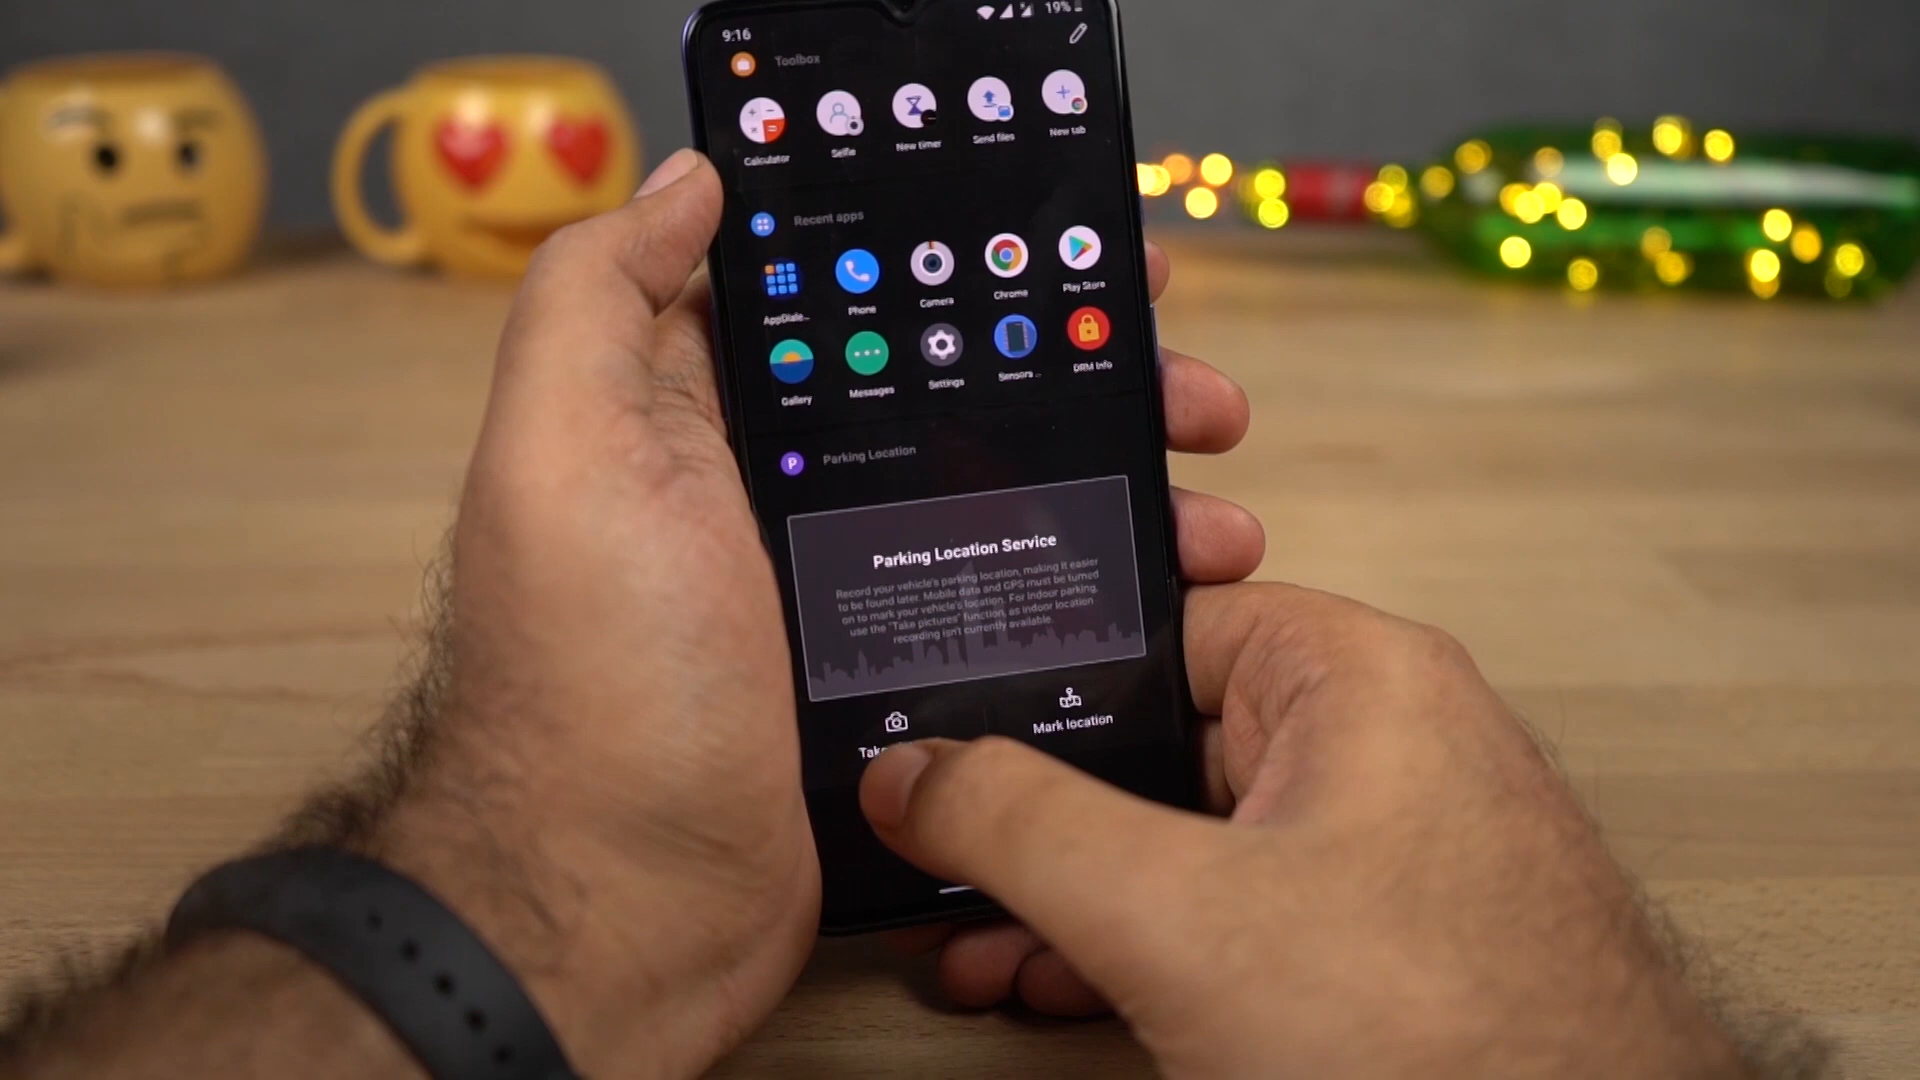 9:16
19%
Toolbox
Calculator
Selfie
New timer
Send files
New tab
Recent apps
AppDiale...
Phone
Camera
Chrome
Play Store
Gallery
Messages
Settings
Sensors ...
DRM Info
P
Parking Location
Parking Location Service
Record your vehicle's parking location, making it easier
to be found later. Mobile data and GPS must be turned
on to mark your vehicle's location. For indoor parking,
use the "Take pictures" function, as indoor location
recording isn't currently available.
Take
Mark location